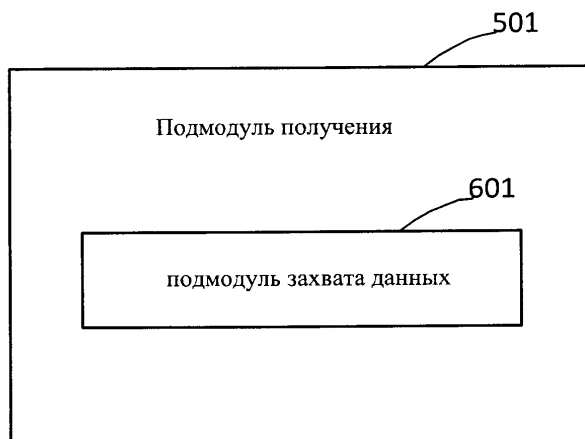 501
Подмодуль получения
601
подмодуль захвата данных